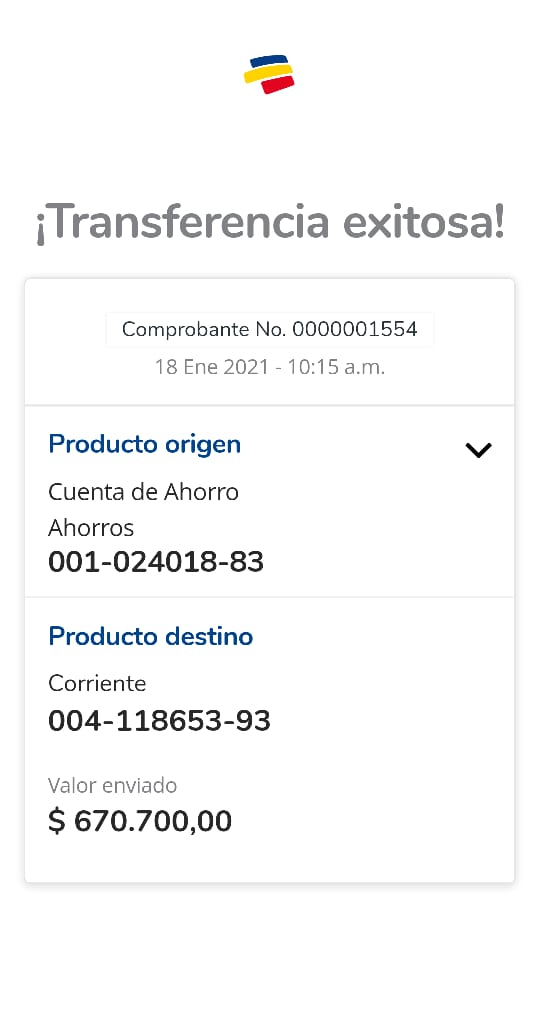 ¡Transferencia exitosa!
Comprobante No. 0000001554
18 Ene 2021 - 10:15 a.m.
Producto origen
Cuenta de Ahorro
Ahorros
001-024018-83
Producto destino
Corriente
004-118653-93
Valor enviado
$ 670.700,00